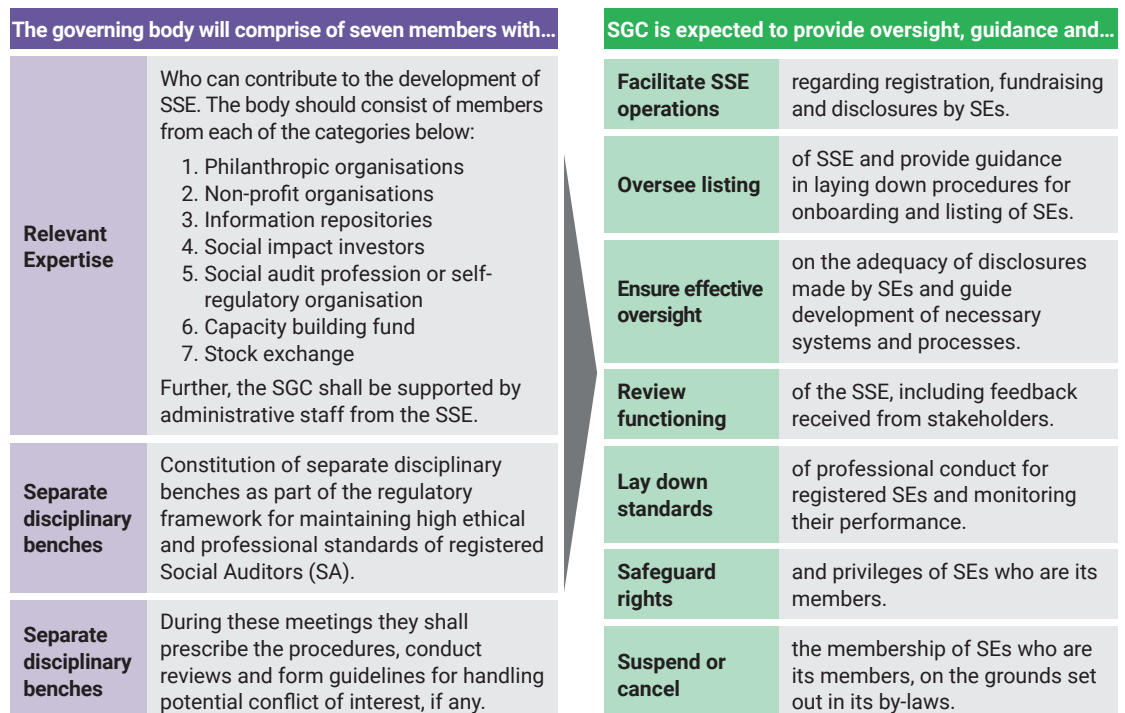 The governing body will comprise of seven members with…
Relevant
Expertise
Who can contribute to the development of
SSE. The body should consist of members
from each of the categories below:
1. Philanthropic organisations
2. Non-profit organisations
3. Information repositories
4. Social impact investors
5. Social audit profession or self-
regulatory organisation
6. Capacity building fund
7. Stock exchange
Further, the SGC shall be supported by
administrative staff from the SSE.
Separate
disciplinary
benches
Constitution of separate disciplinary
benches as part of the regulatory
framework for maintaining high ethical
and professional standards of registered
Social Auditors (SA).
Separate
disciplinary
benches
During these meetings they shall
prescribe the procedures, conduct
reviews and form guidelines for handling
potential conflict of interest, if any.
SGC is expected to provide oversight, guidance and…
Facilitate SSE
operations
regarding registration, fundraising
and disclosures by SEs.
Oversee listing
of SSE and provide guidance
in laying down procedures for
onboarding and listing of SEs.
Ensure effective
oversight
on the adequacy of disclosures
made by SEs and guide
development of necessary
systems and processes.
Review
functioning
of the SSE, including feedback
received from stakeholders.
Lay down
standards
of professional conduct for
registered SEs and monitoring
their performance.
Safeguard
rights
and privileges of SEs who are its
members.
Suspend or
cancel
the membership of SEs who are
its members, on the grounds set
out in its by-laws.